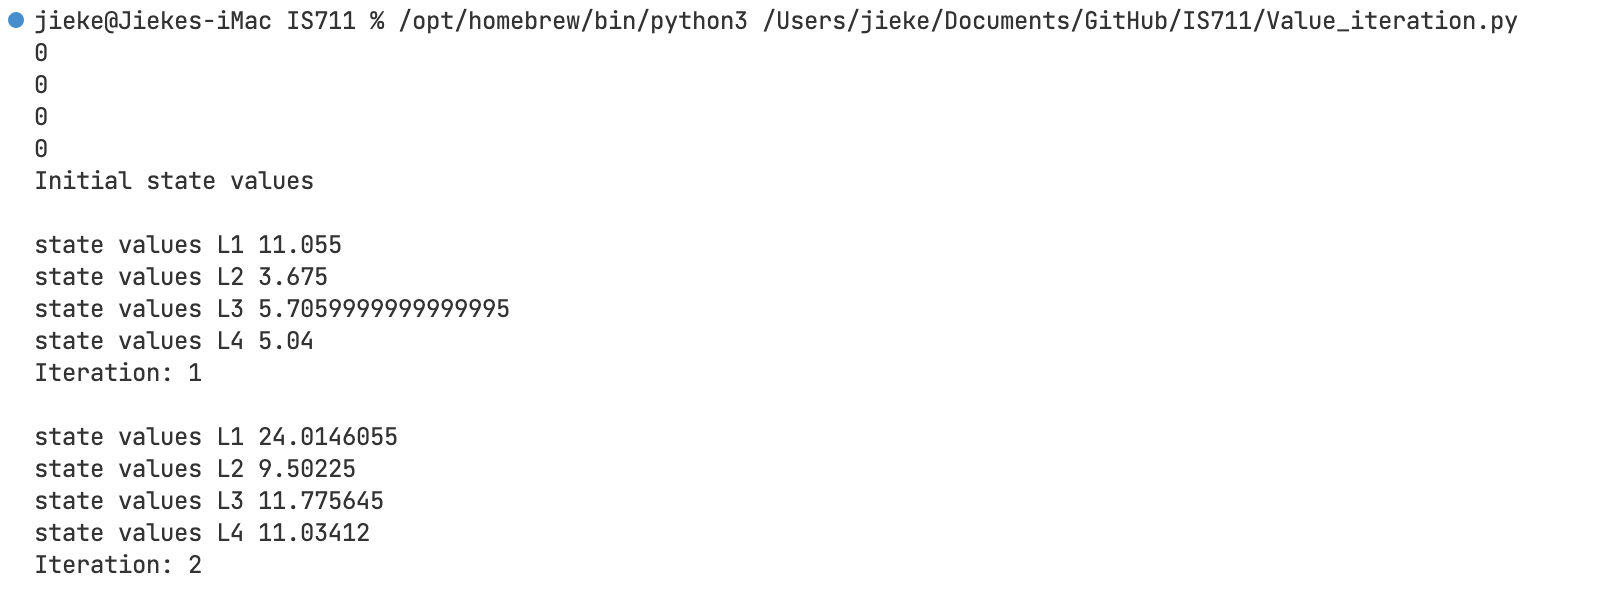 jieke@Jiekes-iMac IS711 % /opt/homebrew/bin/python3 /Users/jieke/Documents/GitHub/IS711/Value_iteration.py
0
0
0
0
Initial state values
state values L1 11.055
state values L2 3.675
state values L3 5.7059999999999995
state values L4 5.04
Iteration: 1
state values L1 24.0146055
state values L2 9.50225
state values L3 11.775645
state values L4 11.03412
Iteration: 2